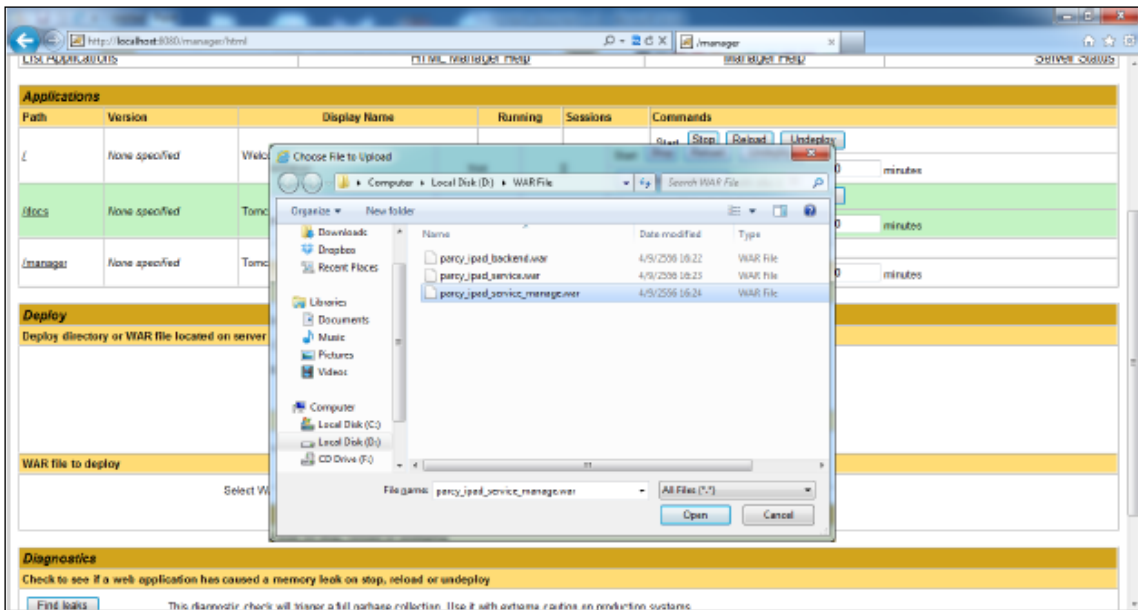 http://localhost:8080/manager/html
/manager
List Applications HTML Manager Help Manager Help Server Status
Applications
Path Version Display Name Running Sessions Commands
/ None specified
Start Stop Reload Undeploy
minutes
/docs None specified
minutes
/manager None specified
minutes
Deploy
Deploy directory or WAR file located on server
WAR file to deploy
Select
Diagnostics
Check to see if a web application has caused a memory leak on stop, reload or undeploy
Find leaks This diagnostic check will trigger a full garbage collection. Use it with extreme caution on production systems.
Choose File to Upload
Computer Local Disk (D:) WAR File
Search WAR File
Organize New folder
Downloads
Dropbox
Recent Places
Libraries
Documents
Music
Pictures
Videos
Computer
Local Disk (C:)
Local Disk (D:)
CD Drive (F:)
Name Date modified Type
parcy_ipad_backend.war 4/9/2556 16:22 WAR File
parcy_ipad_service.war 4/9/2556 16:23 WAR File
parcy_ipad_service_manage.war 4/9/2556 16:24 WAR File
File name: parcy_ipad_service_manage.war All Files (*.*)
Open Cancel